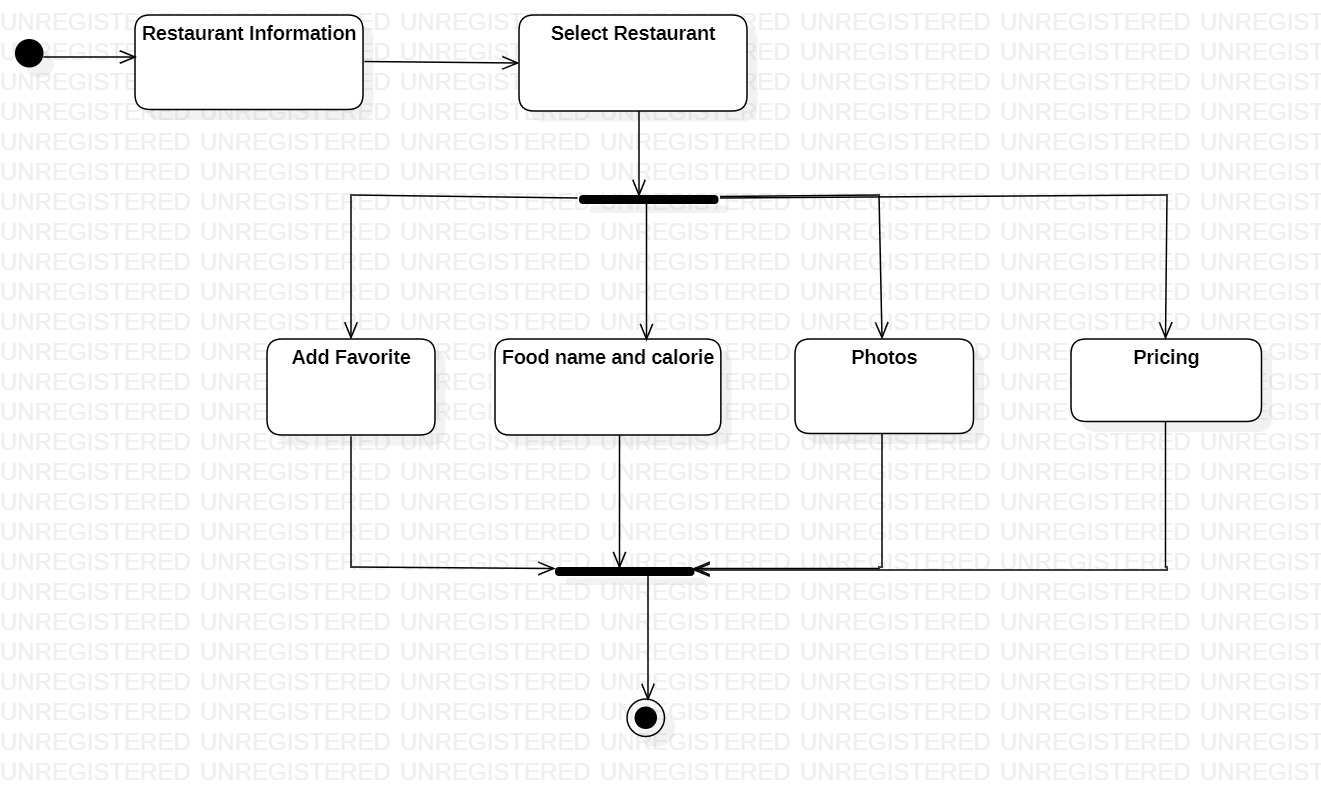 Restaurant Information
Select Restaurant
Add Favorite
Food name and calorie
Photos
Pricing
UNREGISTERED